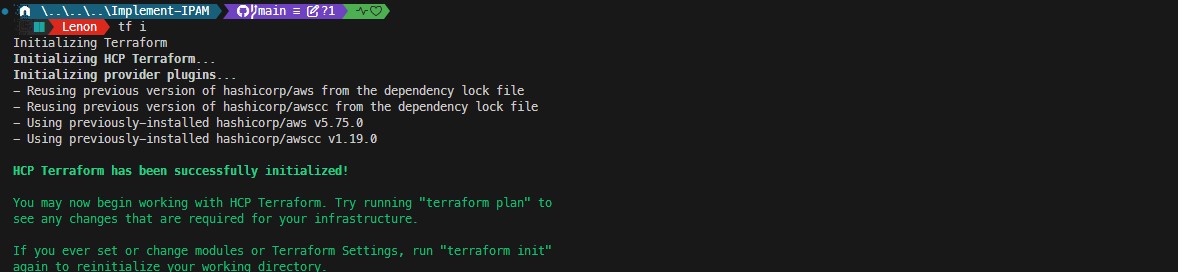 \..\..\..\Implement-IPAM main ≡ ?1
Lenon tf i
Initializing Terraform
Initializing HCP Terraform...
Initializing provider plugins...
- Reusing previous version of hashicorp/aws from the dependency lock file
- Reusing previous version of hashicorp/awscc from the dependency lock file
- Using previously-installed hashicorp/aws v5.75.0
- Using previously-installed hashicorp/awscc v1.19.0
HCP Terraform has been successfully initialized!
You may now begin working with HCP Terraform. Try running "terraform plan" to
see any changes that are required for your infrastructure.
If you ever set or change modules or Terraform Settings, run "terraform init"
again to reinitialize your working directory.